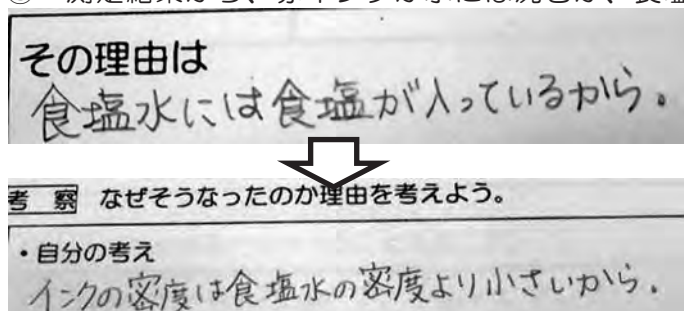 その理由は
食塩水には食塩が入っているから。
考 察 なぜそうなったのか理由を考えよう。
・自分の考え
インクの密度は食塩水の密度より小さいから.